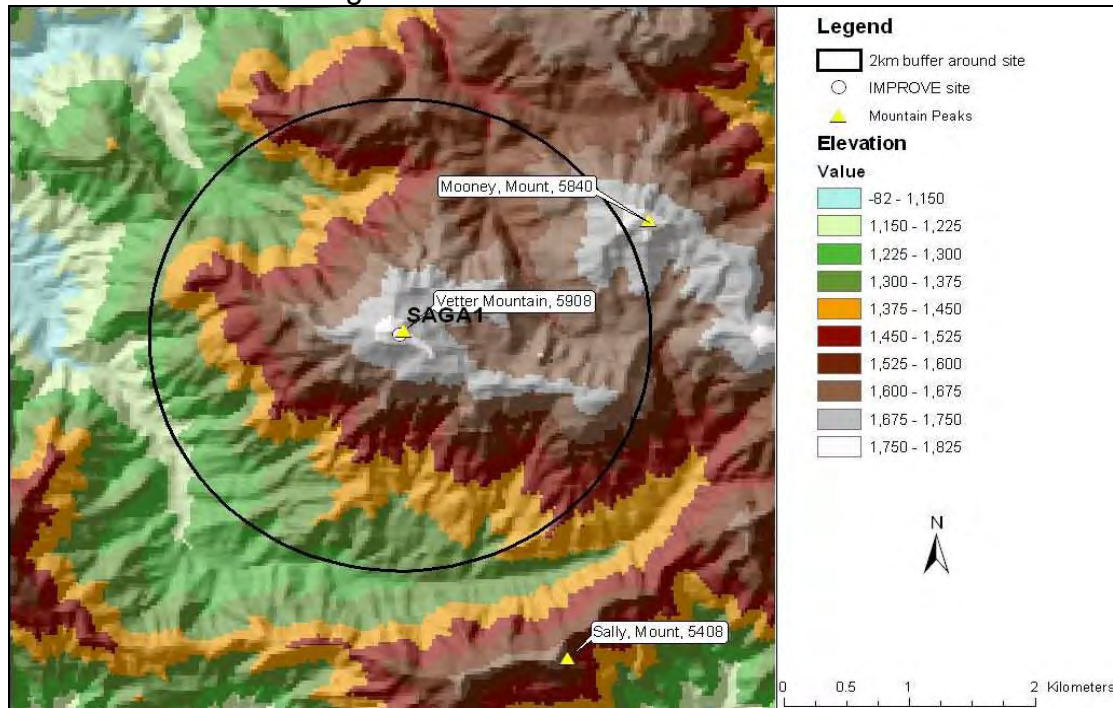 Mooney, Mount, 5840
Vetter Mountain, 5908
SAGA1
Sally, Mount, 5408
Legend
2km buffer around site
IMPROVE site
Mountain Peaks
Elevation
Value
-82 - 1,150
1,150 - 1,225
1,225 - 1,300
1,300 - 1,375
1,375 - 1,450
1,450 - 1,525
1,525 - 1,600
1,600 - 1,675
1,675 - 1,750
1,750 - 1,825
N
0 0.5 1 2 Kilometers